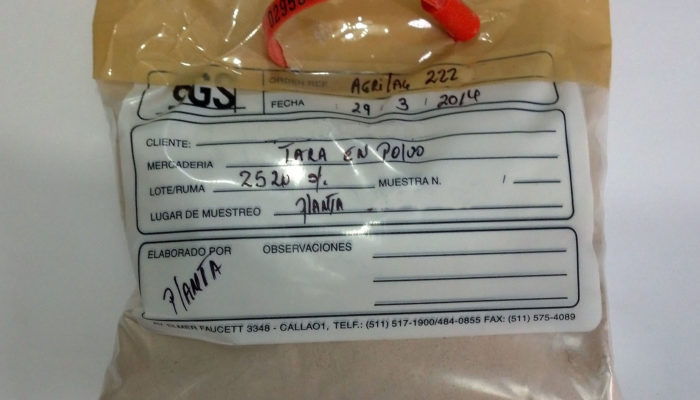 SGS
ORDEN REF. AGRITAG 222
FECHA : 29 : 3 : 2014
CLIENTE:
MERCADERIA TARA EN POLVO
LOTE/RUMA MUESTRA N. /
LUGAR DE MUESTREO PLANTA
ELABORADO POR OBSERVACIONES
PLANTA
AV. ELMER FAUCETT 3348 - CALLAO1, TELF.: (511) 517-1900/484-0855 FAX: (511) 575-4089